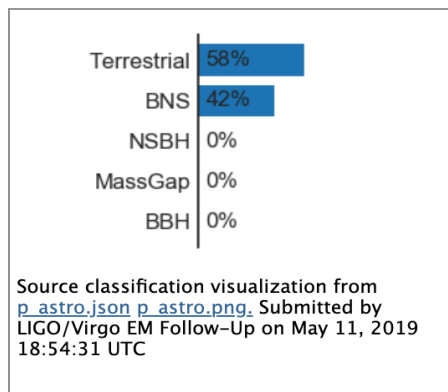 Terrestrial 58%
BNS 42%
NSBH 0%
MassGap 0%
BBH 0%
Source classification visualization from
p_astro.json p_astro.png. Submitted by
LIGO/Virgo EM Follow-Up on May 11, 2019
18:54:31 UTC